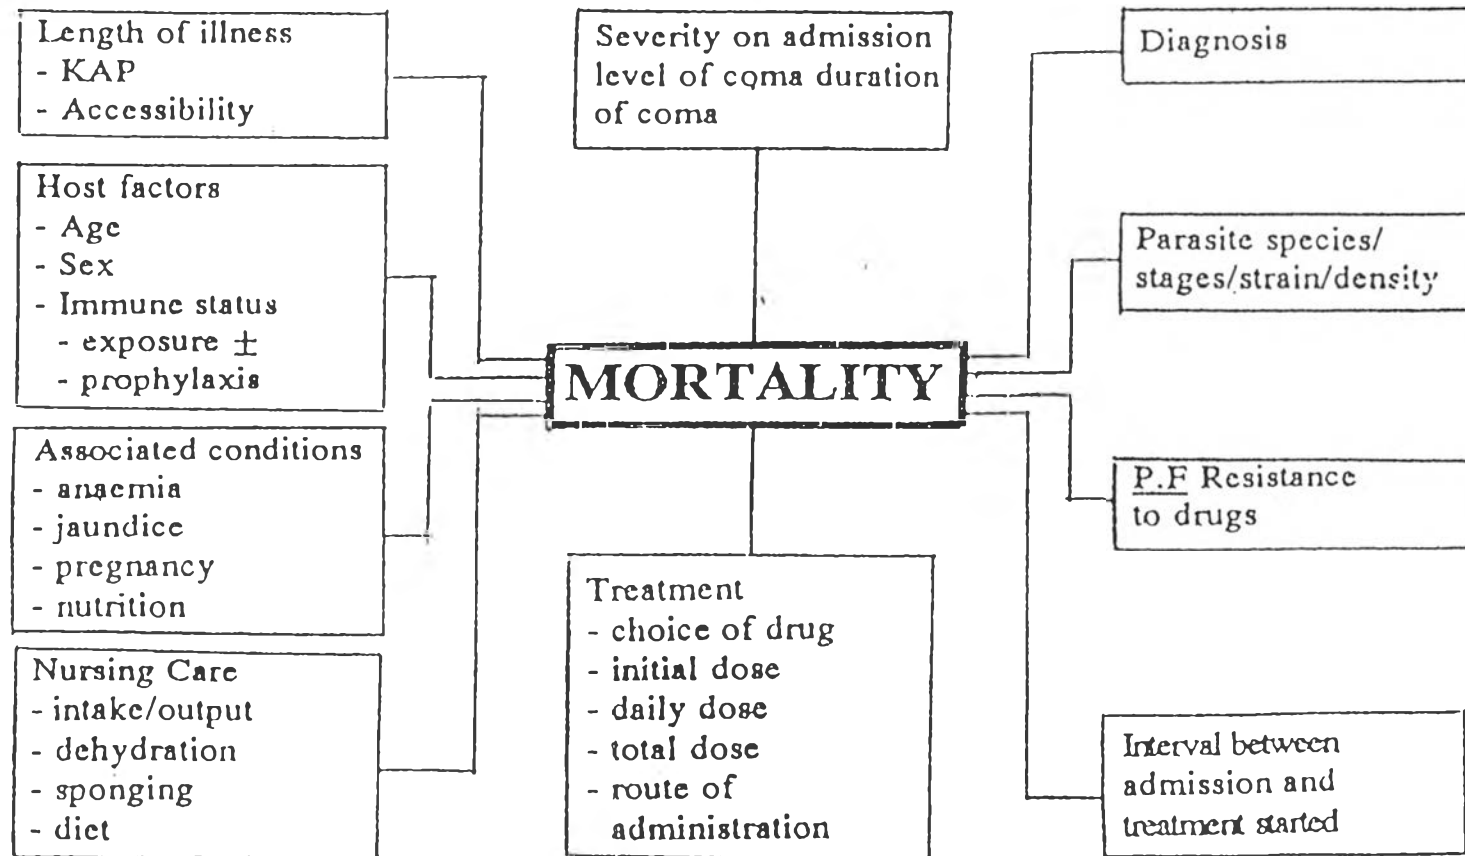 Length of illness
- KAP
- Accessibility
Host factors
- Age
- Sex
- Immune status
- exposure ±
- prophylaxis
Associated conditions
- anaemia
- jaundice
- pregnancy
- nutrition
Nursing Care
- intake/output
- dehydration
- sponging
- diet
Severity on admission
level of coma duration
of coma
MORTALITY
Treatment
- choice of drug
- initial dose
- daily dose
- total dose
- route of
administration
Diagnosis
Parasite species/
stages/strain/density
P.F Resistance
to drugs
Interval between
admission and
treatment started